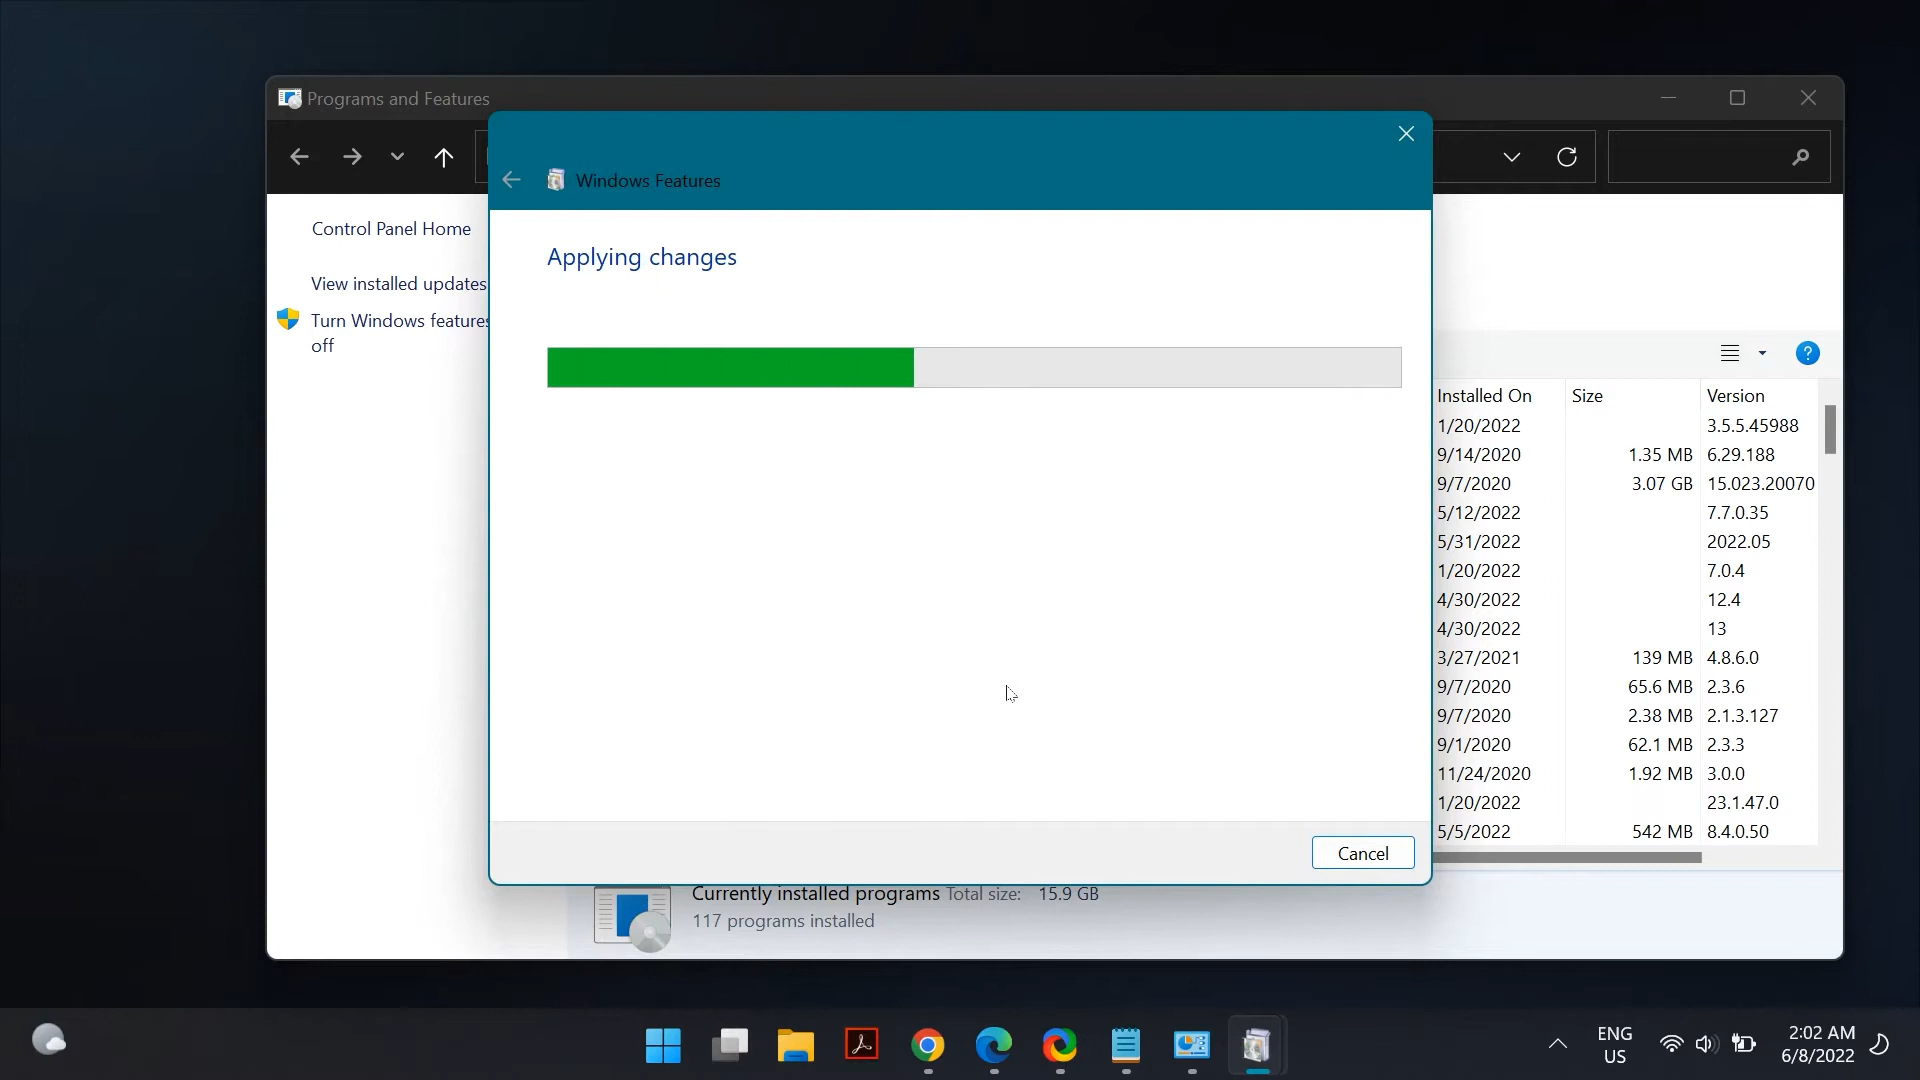 Programs and Features
Windows Features
Control Panel Home
View installed updates
Turn Windows features
off
Applying changes
Installed On Size Version
1/20/2022 3.5.5.45988
9/14/2020 1.35 MB 6.29.188
9/7/2020 3.07 GB 15.023.20070
5/12/2022 7.7.0.35
5/31/2022 2022.05
1/20/2022 7.0.4
4/30/2022 12.4
4/30/2022 13
3/27/2021 139 MB 4.8.6.0
9/7/2020 65.6 MB 2.3.6
9/7/2020 2.38 MB 2.1.3.127
9/1/2020 62.1 MB 2.3.3
11/24/2020 1.92 MB 3.0.0
1/20/2022 23.1.47.0
5/5/2022 542 MB 8.4.0.50
Cancel
Currently installed programs Total size: 15.9 GB
117 programs installed
ENG
US
2:02 AM
6/8/2022